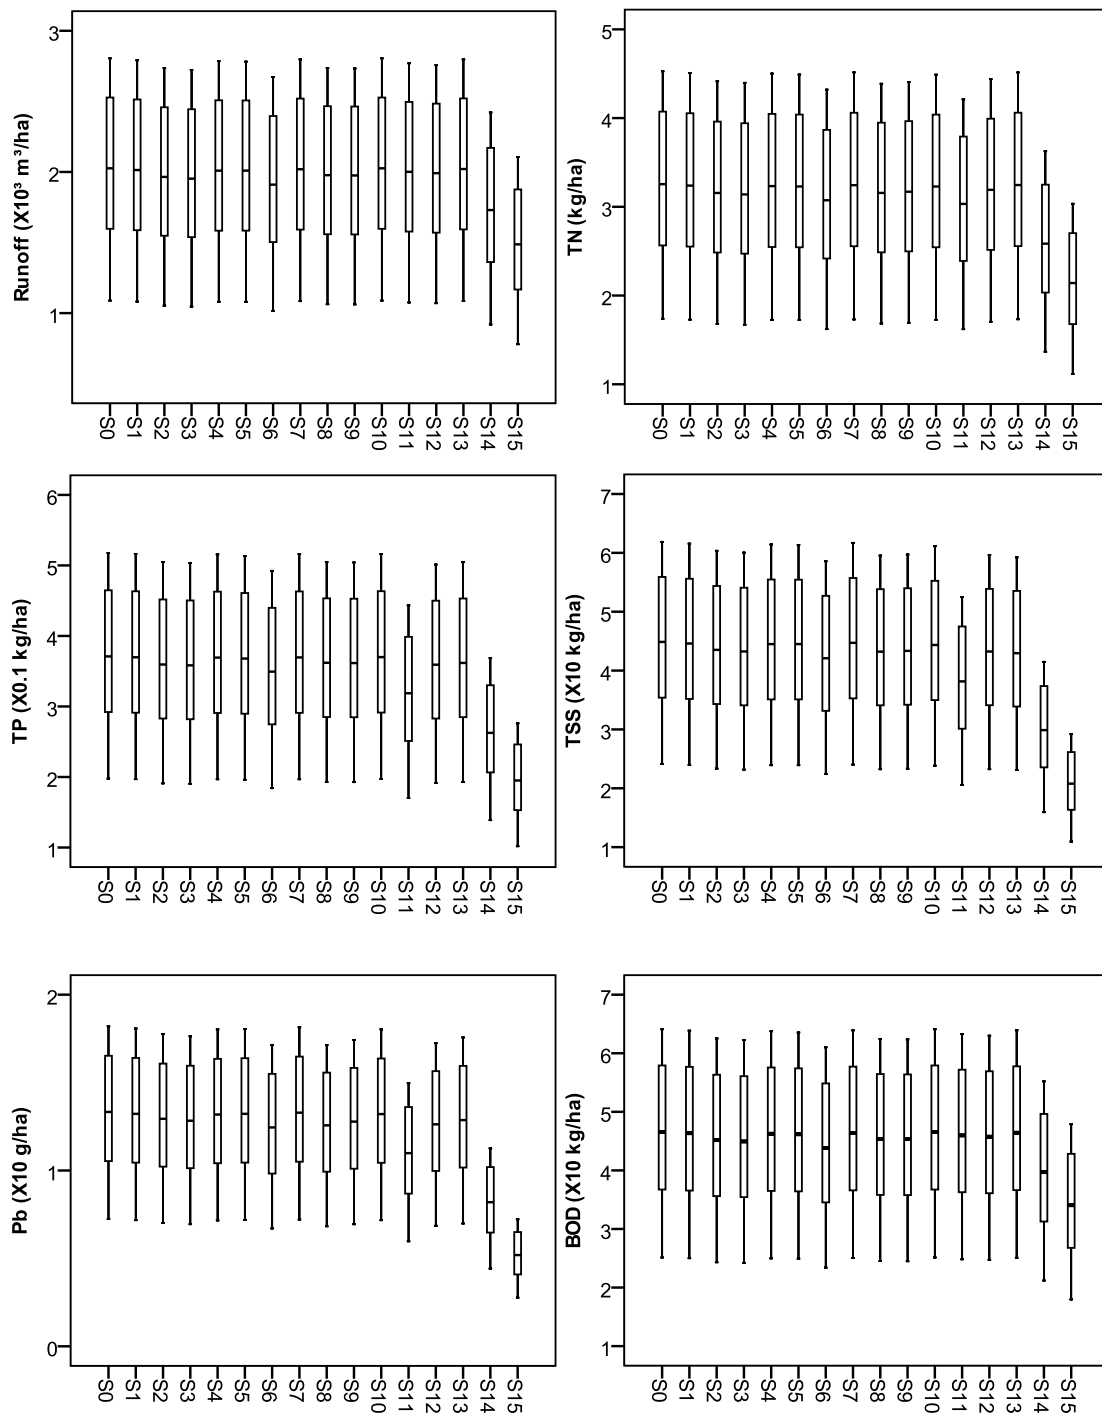 Runoff (X10³ m³/ha)
3
2
1
S0 S1 S2 S3 S4 S5 S6 S7 S8 S9 S10 S11 S12 S13 S14 S15
TN (kg/ha)
5
4
3
2
1
S0 S1 S2 S3 S4 S5 S6 S7 S8 S9 S10 S11 S12 S13 S14 S15
TP (X0.1 kg/ha)
6
5
4
3
2
1
S0 S1 S2 S3 S4 S5 S6 S7 S8 S9 S10 S11 S12 S13 S14 S15
TSS (X10 kg/ha)
7
6
5
4
3
2
1
S0 S1 S2 S3 S4 S5 S6 S7 S8 S9 S10 S11 S12 S13 S14 S15
Pb (X10 g/ha)
2
1
0
S0 S1 S2 S3 S4 S5 S6 S7 S8 S9 S10 S11 S12 S13 S14 S15
BOD (X10 kg/ha)
7
6
5
4
3
2
1
S0 S1 S2 S3 S4 S5 S6 S7 S8 S9 S10 S11 S12 S13 S14 S15